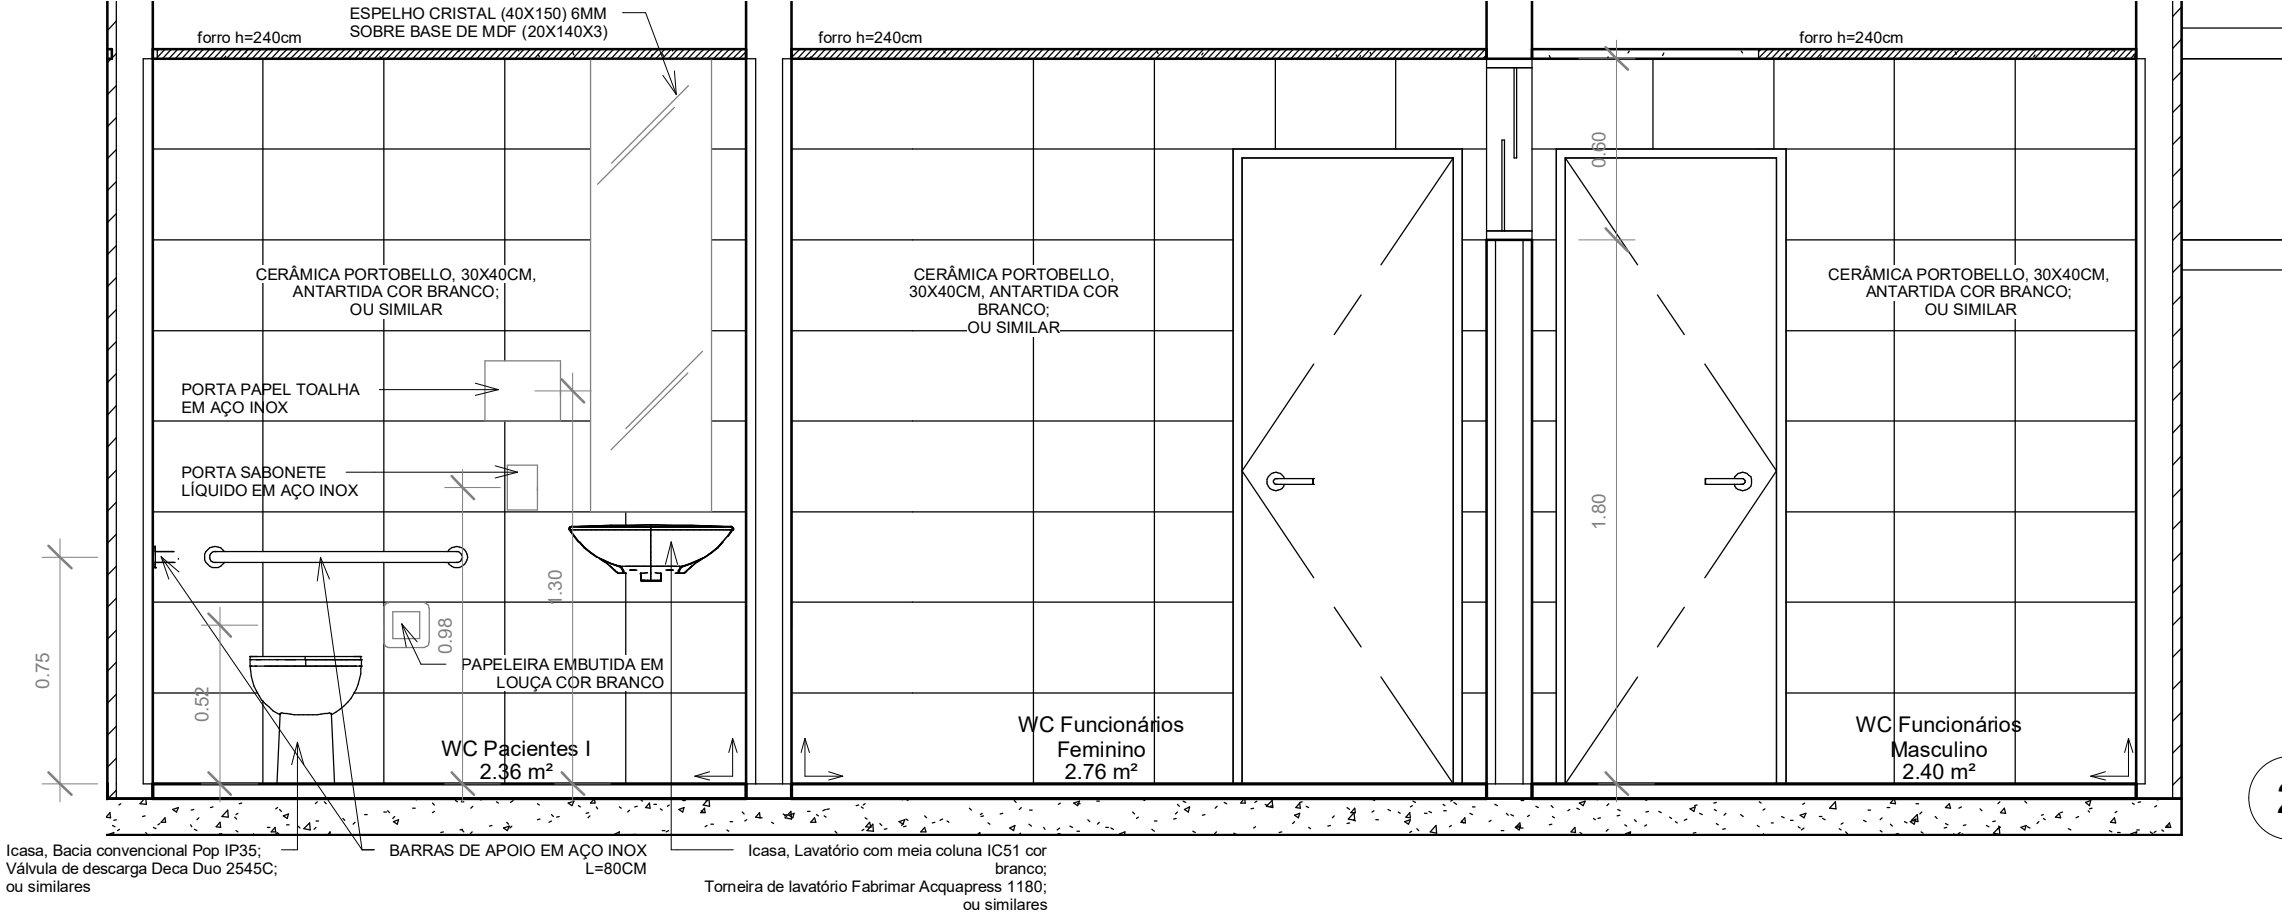 ESPELHO CRISTAL (40X150) 6MM
SOBRE BASE DE MDF (20X140X3)
forro h=240cm
forro h=240cm
forro h=240cm
0.60
CERÂMICA PORTOBELLO, 30X40CM,
ANTARTIDA COR BRANCO;
OU SIMILAR
CERÂMICA PORTOBELLO,
30X40CM, ANTARTIDA COR
BRANCO;
OU SIMILAR
CERÂMICA PORTOBELLO, 30X40CM,
ANTARTIDA COR BRANCO;
OU SIMILAR
PORTA PAPEL TOALHA
EM AÇO INOX
PORTA SABONETE
LÍQUIDO EM AÇO INOX
1.80
1.30
0.98
0.75
0.52
PAPELEIRA EMBUTIDA EM
LOUÇA COR BRANCO
WC Pacientes I
2.36 m²
WC Funcionários
Feminino
2.76 m²
WC Funcionários
Masculino
2.40 m²
Icasa, Bacia convencional Pop IP35;
Válvula de descarga Deca Duo 2545C;
ou similares
BARRAS DE APOIO EM AÇO INOX
L=80CM
Icasa, Lavatório com meia coluna IC51 cor
branco;
Torneira de lavatório Fabrimar Acquapress 1180;
ou similares